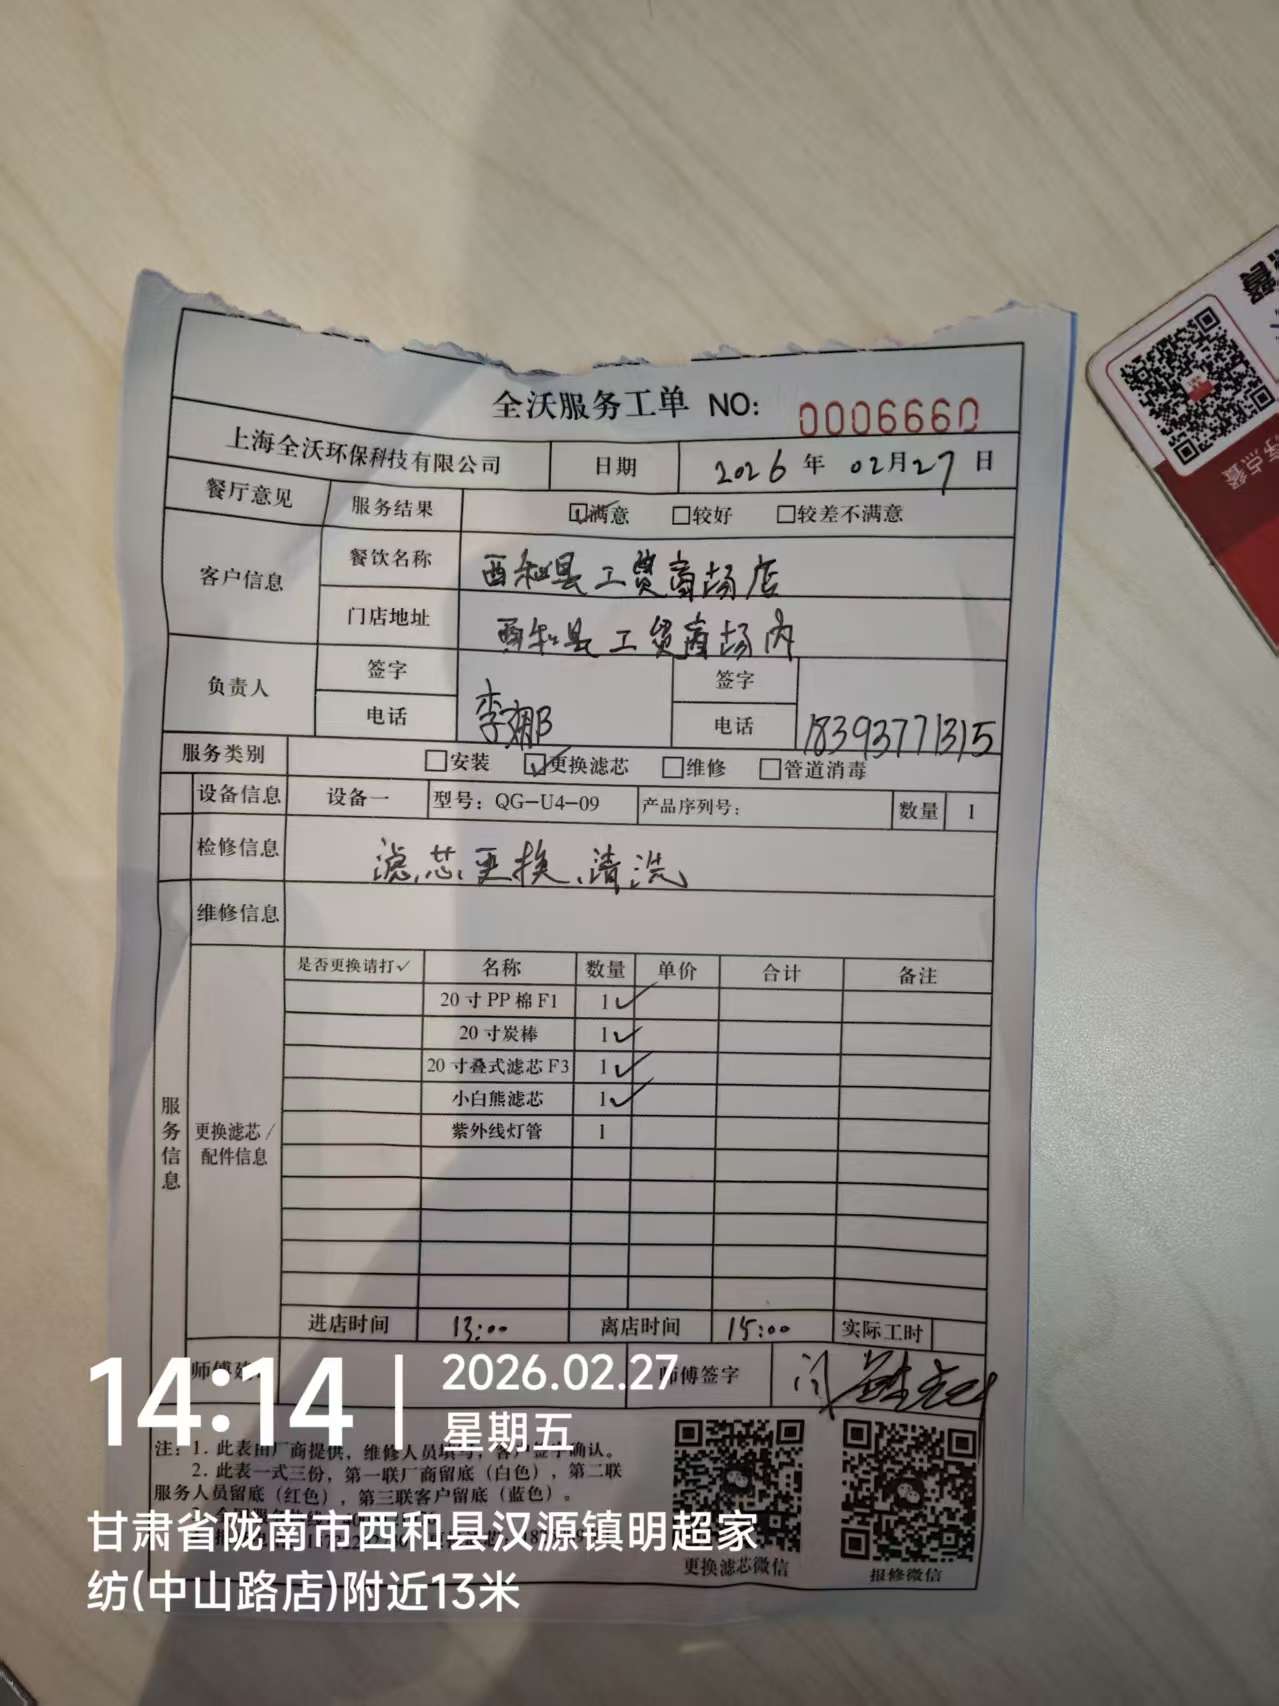 全沃服务工单 NO: 0006660
上海全沃环保科技有限公司 日期 2026年02月27日
餐厅意见 服务结果 ☑满意 □较好 □较差不满意
客户信息 餐饮名称 西和县工贸商场店
门店地址 西和县工贸商场内
负责人 签字 李娜 签字
电话 电话 18393771315
服务类别 □安装 ☑更换滤芯 □维修 □管道消毒
设备信息 设备一 型号：QG-U4-09 产品序列号： 数量 1
检修信息 滤芯更换、清洗
维修信息
服务信息
更换滤芯/配件信息
是否更换请打✓ 名称 数量 单价 合计 备注
20寸PP棉F1 1✓
20寸炭棒 1✓
20寸叠式滤芯F3 1✓
小白熊滤芯 1✓
紫外线灯管 1
进店时间 13:00 离店时间 15:00 实际工时
师傅 师傅签字
14:14 2026.02.27
星期五
注：1. 此表由厂商提供，维修人员填写，客户签字确认。
2. 此表一式三份，第一联厂商留底（白色），第二联
服务人员留底（红色），第三联客户留底（蓝色）。
甘肃省陇南市西和县汉源镇明超家
纺(中山路店)附近13米
更换滤芯微信 报修微信
点餐